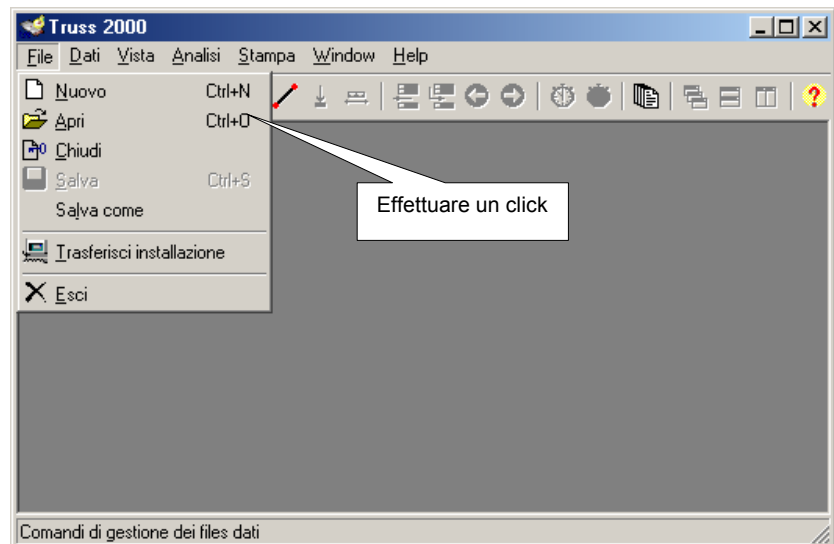 Truss 2000
File Dati Vista Analisi Stampa Window Help
Nuovo Ctrl+N
Apri Ctrl+O
Chiudi
Salva Ctrl+S
Salva come
Trasferisci installazione
Esci
Effettuare un click
Comandi di gestione dei files dati